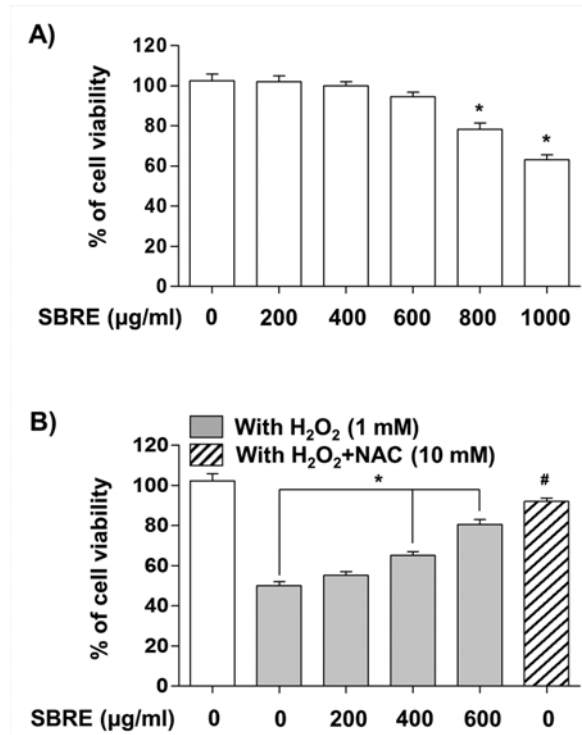 A)
120
100
80
60
40
20
0
% of cell viability
*
*
SBRE (µg/ml) 0 200 400 600 800 1000
B)
With H₂O₂ (1 mM)
With H₂O₂+NAC (10 mM)
120
100
80
60
40
20
0
% of cell viability
*
#
SBRE (µg/ml) 0 0 200 400 600 0